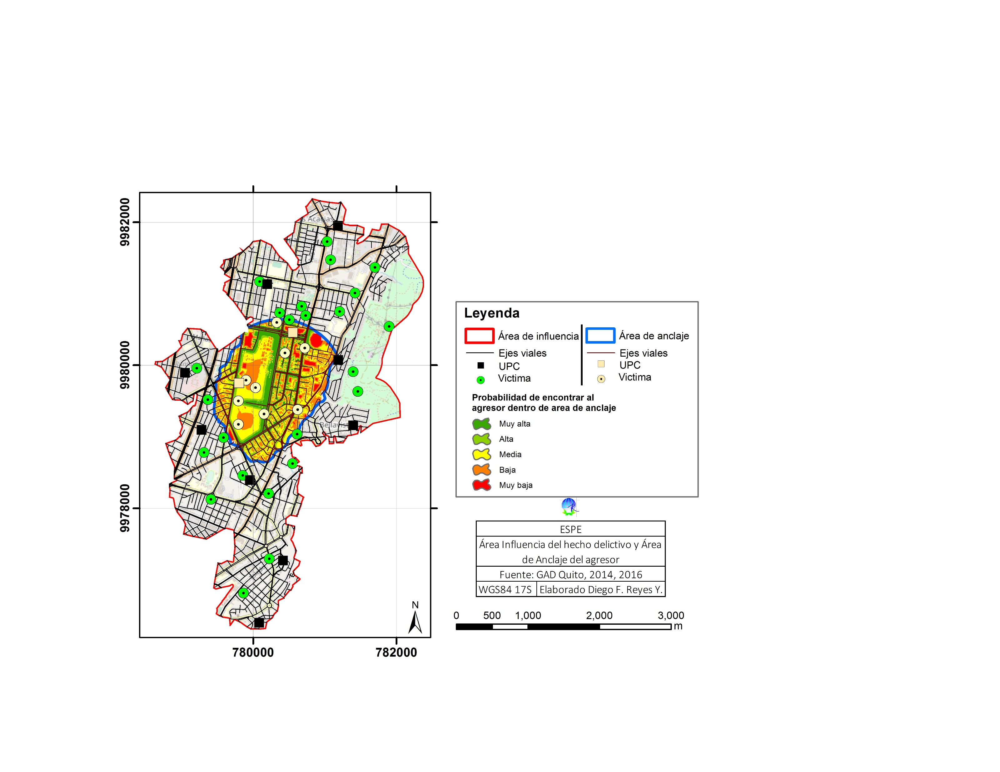 9982000
9980000
9978000
780000
782000
s Acacias
Bellavist
N
Leyenda
Área de influencia
Área de anclaje
Ejes viales
Ejes viales
UPC
UPC
Victima
Victima
Probabilidad de encontrar al
agresor dentro de area de anclaje
Muy alta
Alta
Media
Baja
Muy baja
ESPE
Área Influencia del hecho delictivo y Área
de Anclaje del agresor
Fuente: GAD Quito, 2014, 2016
WGS84 17S Elaborado Diego F. Reyes Y.
0 500 1,000 2,000 3,000
m